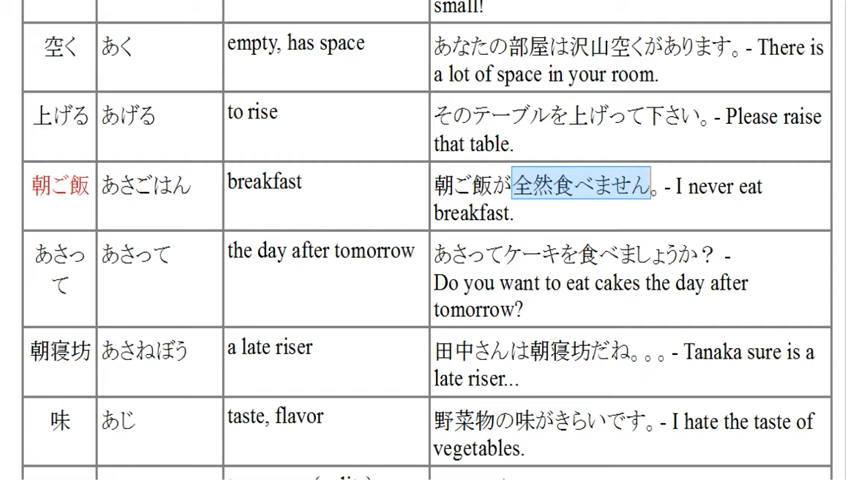 small!
空く あく empty, has space あなたの部屋は沢山空くがあります。- There is
a lot of space in your room.
上げる あげる to rise そのテーブルを上げって下さい。- Please raise
that table.
朝ご飯 あさごはん breakfast 朝ご飯が全然食べません。- I never eat
breakfast.
あさっ あさって the day after tomorrow あさってケーキを食べましょうか？ -
て Do you want to eat cakes the day after
tomorrow?
朝寝坊 あさねぼう a late riser 田中さんは朝寝坊だね。。。- Tanaka sure is a
late riser...
味 あじ taste, flavor 野菜物の味がきらいです。- I hate the taste of
vegetables.